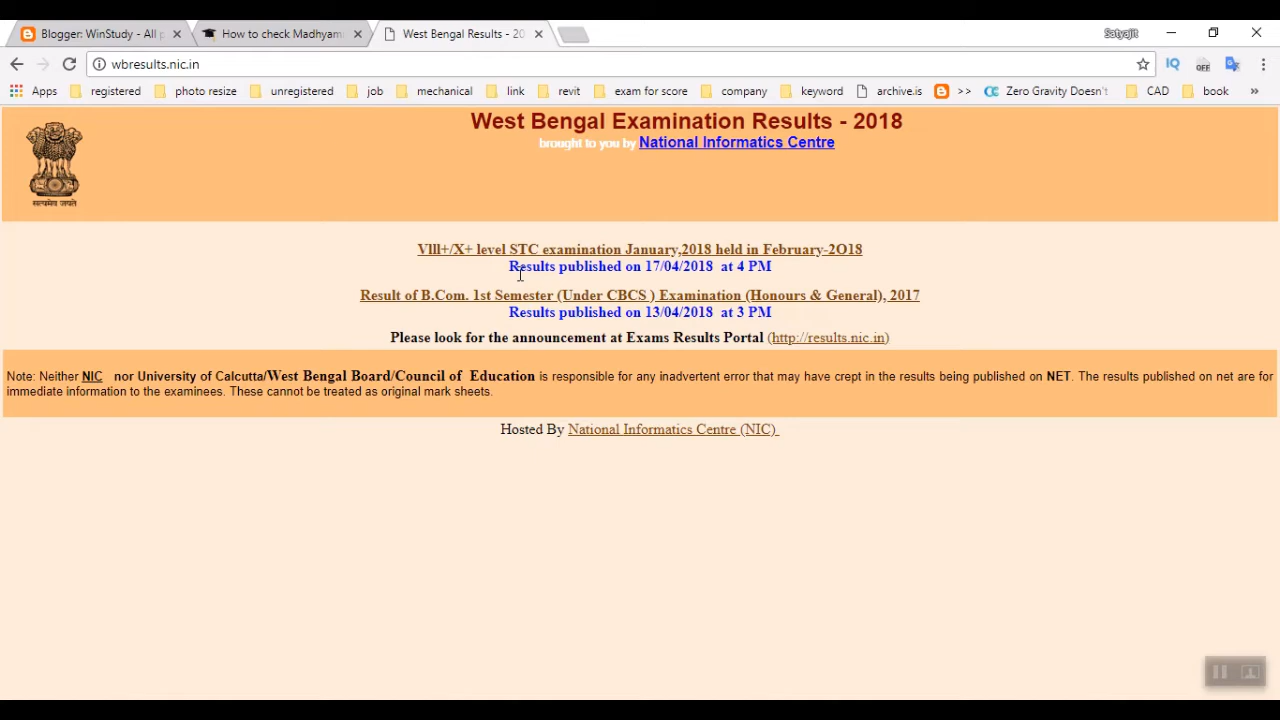 Blogger: WinStudy - All p
How to check Madhyam
West Bengal Results - 20
Satyajit
wbresults.nic.in
IQ
OFF
Apps
registered
photo resize
unregistered
job
mechanical
link
revit
exam for score
company
keyword
archive.is
>>
Zero Gravity Doesn't
CAD
book
»
सत्यमेव जयते
West Bengal Examination Results - 2018
brought to you by National Informatics Centre
Vlll+/X+ level STC examination January,2018 held in February-2O18
Results published on 17/04/2018 at 4 PM
Result of B.Com. 1st Semester (Under CBCS ) Examination (Honours & General), 2017
Results published on 13/04/2018 at 3 PM
Please look for the announcement at Exams Results Portal (http://results.nic.in)
Note: Neither NIC nor University of Calcutta/West Bengal Board/Council of Education is responsible for any inadvertent error that may have crept in the results being published on NET. The results published on net are for
immediate information to the examinees. These cannot be treated as original mark sheets.
Hosted By National Informatics Centre (NIC)